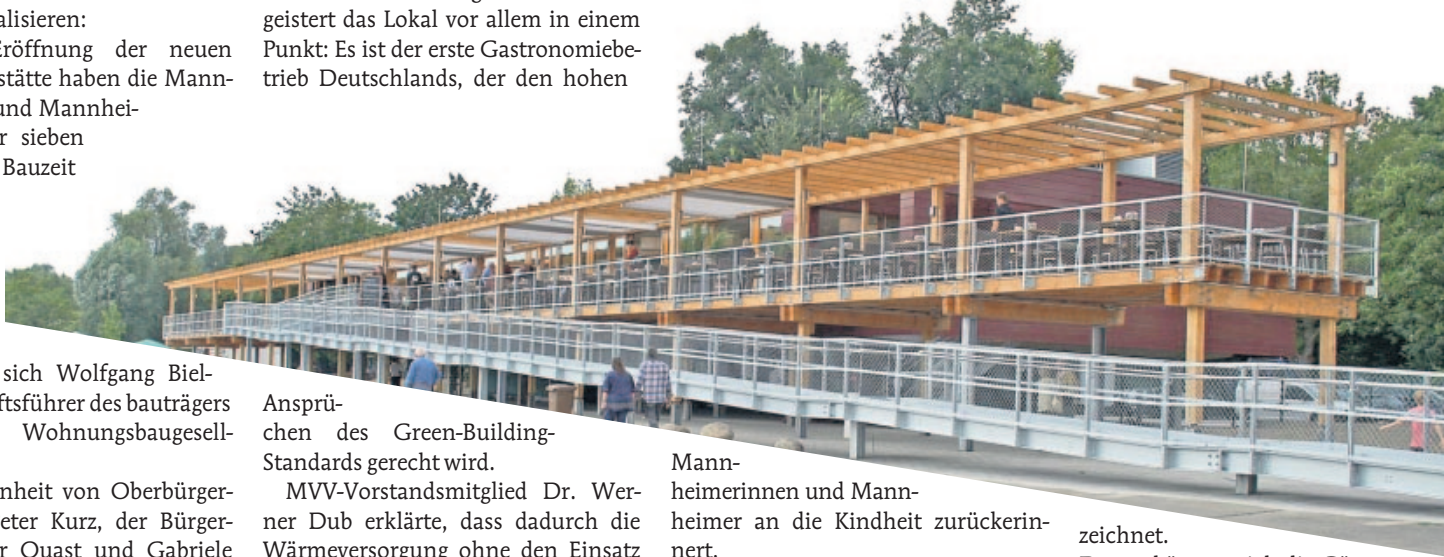 alisieren:
röffnung der neuen
stätte haben die Mann-
und Mannhei-
r sieben
Bauzeit
sich Wolfgang Biel-
ftsführer des bauträgers
Wohnungsbaugesell-
nheit von Oberbürger-
eter Kurz, der Bürger-
r Quast und Gabriele
geistert das Lokal vor allem in einem
Punkt: Es ist der erste Gastronomiebe-
trieb Deutschlands, der den hohen
Ansprü-
chen des Green-Building-
Standards gerecht wird.
MVV-Vorstandsmitglied Dr. Wer-
ner Dub erklärte, dass dadurch die
Wärmeversorgung ohne den Einsatz
Mann-
heimerinnen und Mann-
heimer an die Kindheit zurückerin-
nert.
zeichnet.